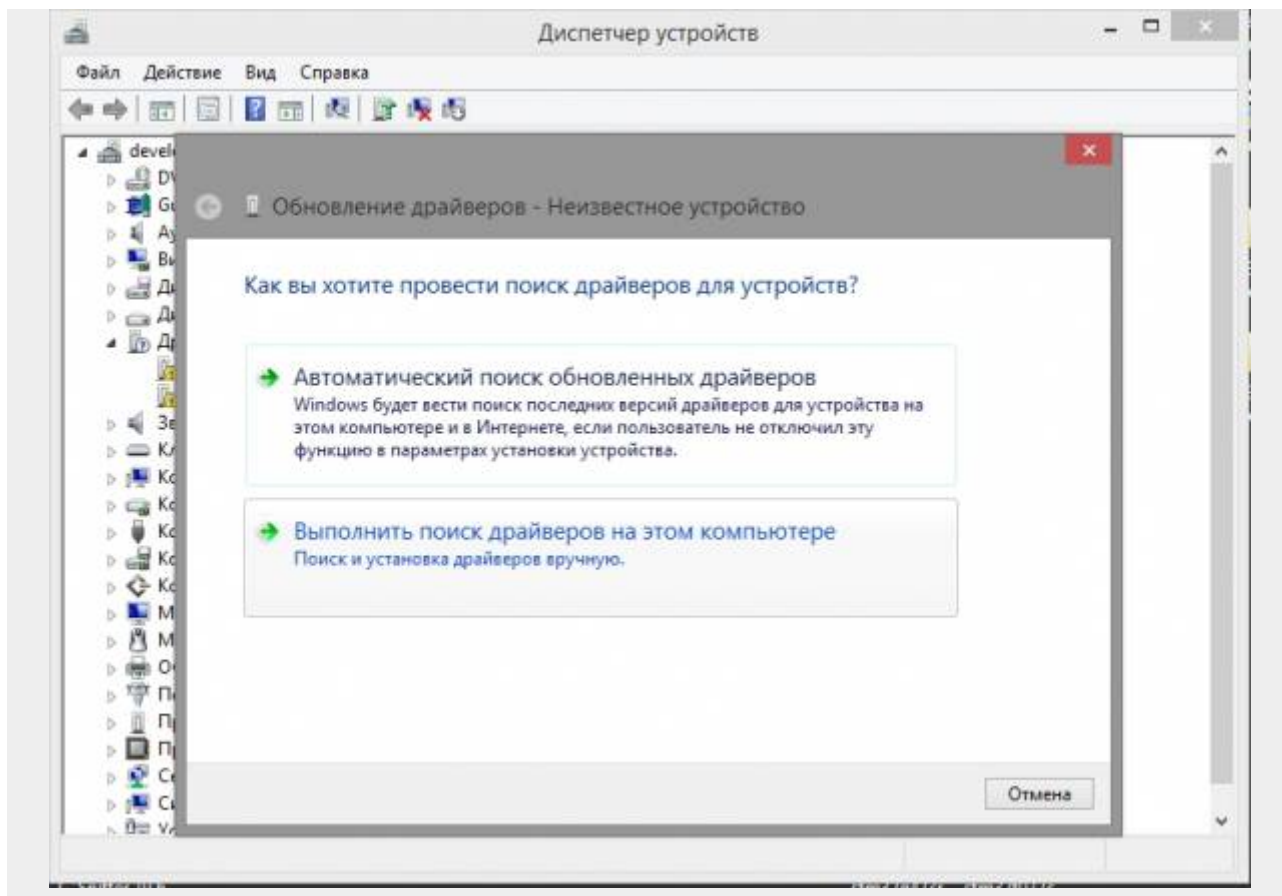 Диспетчер устройств
Файл Действие Вид Справка
Обновление драйверов - Неизвестное устройство
Как вы хотите провести поиск драйверов для устройств?
Автоматический поиск обновленных драйверов
Windows будет вести поиск последних версий драйверов для устройства на
этом компьютере и в Интернете, если пользователь не отключил эту
функцию в параметрах установки устройства.
Выполнить поиск драйверов на этом компьютере
Поиск и установка драйверов вручную.
Отмена